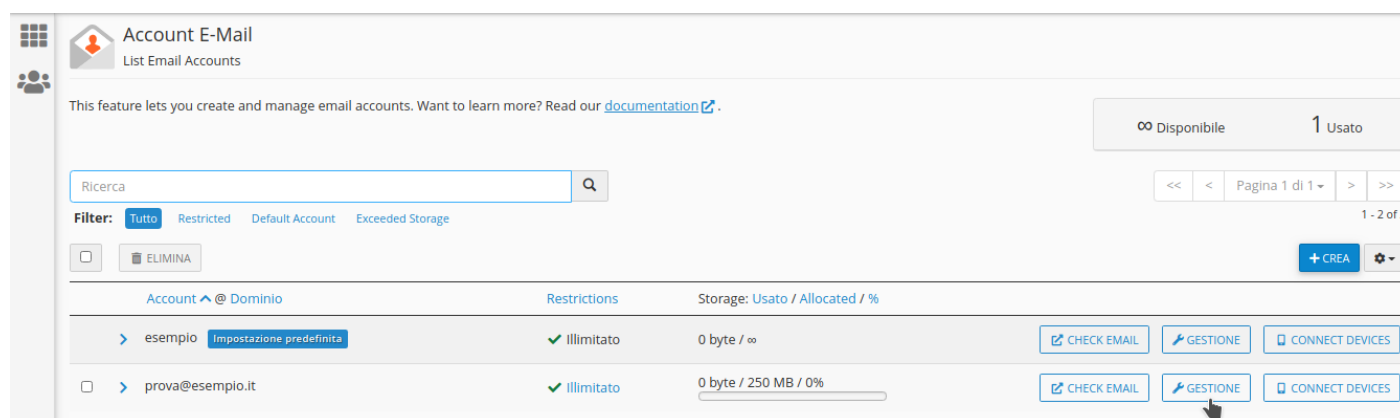 Account E-Mail
List Email Accounts
This feature lets you create and manage email accounts. Want to learn more? Read our documentation .
∞ Disponibile 1 Usato
Ricerca
<< < Pagina 1 di 1 > >>
Filter: Tutto Restricted Default Account Exceeded Storage
1 - 2 of
ELIMINA
+ CREA
Account @ Dominio Restrictions Storage: Usato / Allocated / %
esempio Impostazione predefinita Illimitato 0 byte / ∞ CHECK EMAIL GESTIONE CONNECT DEVICES
prova@esempio.it Illimitato 0 byte / 250 MB / 0% CHECK EMAIL GESTIONE CONNECT DEVICES